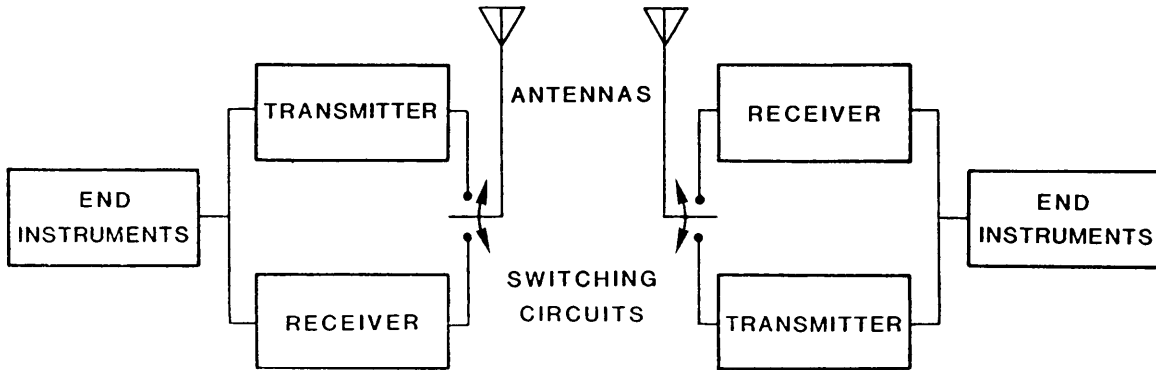 TRANSMITTER
ANTENNAS
RECEIVER
END
INSTRUMENTS
END
INSTRUMENTS
RECEIVER
SWITCHING
CIRCUITS
TRANSMITTER